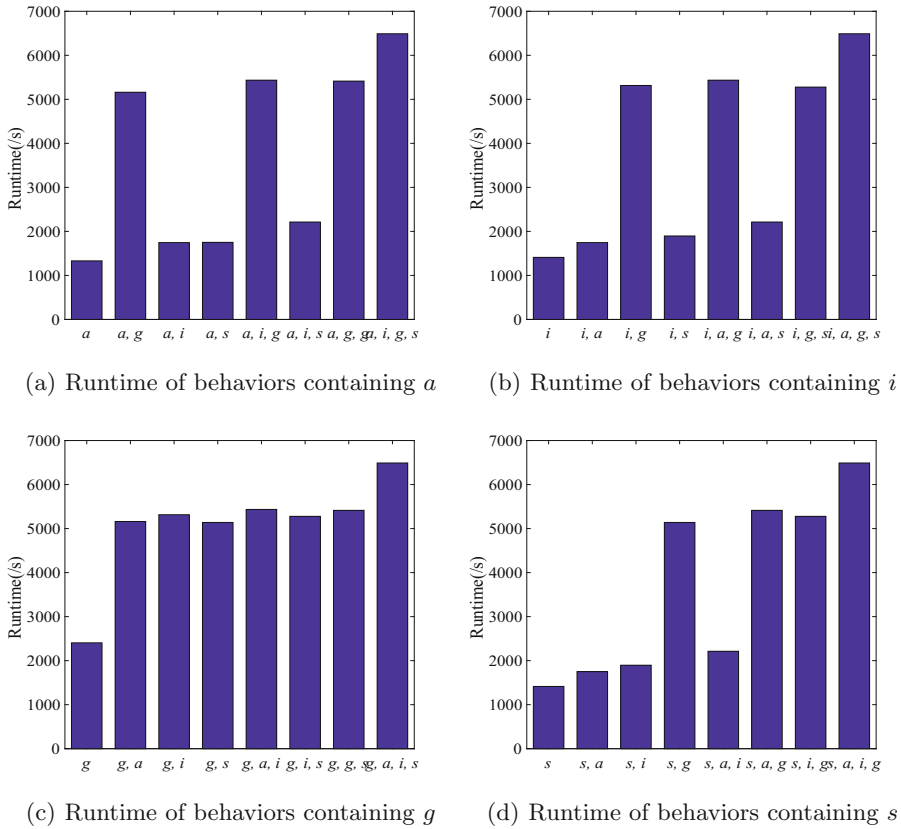 7000 7000
6000 6000
5000 5000
4000 4000
3000 3000
2000 2000
1000 1000
0 0
Runtime(/s) Runtime(/s)
a a, g a, i a, s a, i, g a, i, s a, g, g a, i, g, s i i, a i, g i, s i, a, g i, a, s i, g, s i, a, g, s
(a) Runtime of behaviors containing a (b) Runtime of behaviors containing i
7000 7000
6000 6000
5000 5000
4000 4000
3000 3000
2000 2000
1000 1000
0 0
Runtime(/s) Runtime(/s)
g g, a g, i g, s g, a, i g, i, s g, g, s g, a, i, s s s, a s, i s, g s, a, i s, a, g s, i, g s, a, i, g
(c) Runtime of behaviors containing g (d) Runtime of behaviors containing s